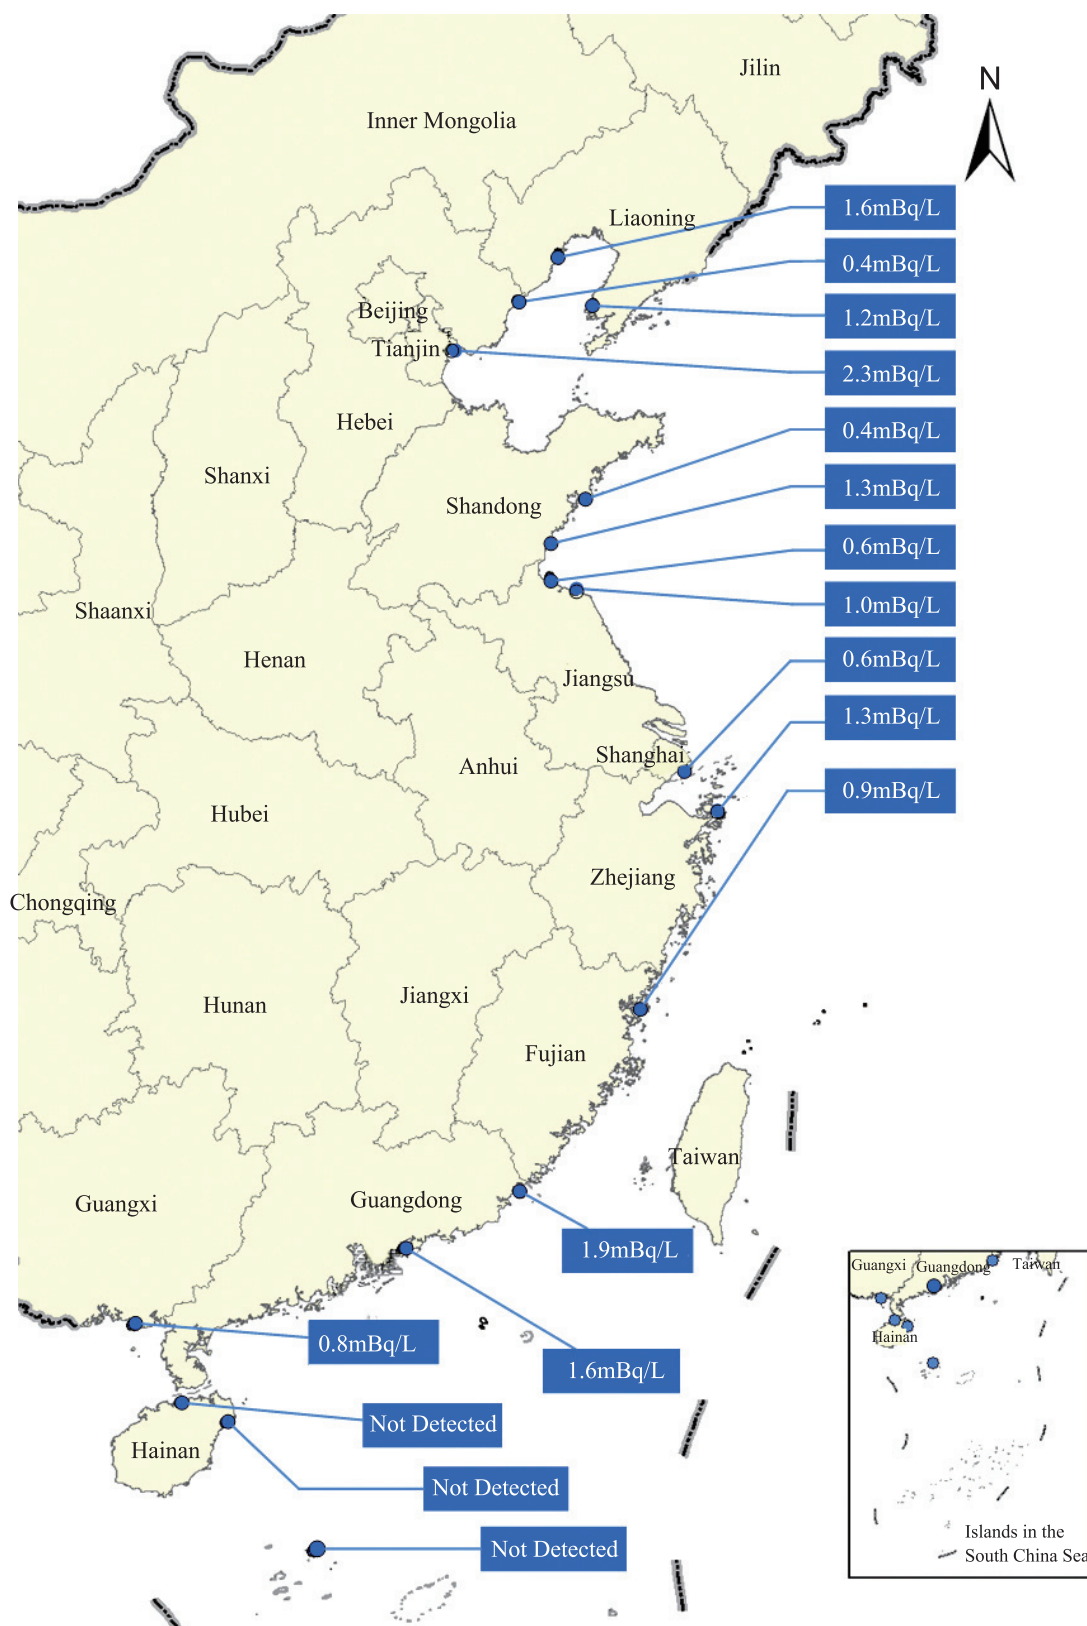 Jilin
N
Inner Mongolia
1.6mBq/L
Liaoning
0.4mBq/L
Beijing
1.2mBq/L
Tianjin
2.3mBq/L
Hebei
0.4mBq/L
Shanxi
1.3mBq/L
Shandong
0.6mBq/L
Shaanxi
1.0mBq/L
Henan
0.6mBq/L
Jiangsu
1.3mBq/L
Shanghai
Anhui
0.9mBq/L
Hubei
Zhejiang
Chongqing
Hunan
Jiangxi
Fujian
Taiwan
Guangxi
Guangdong
1.9mBq/L
0.8mBq/L
1.6mBq/L
Not Detected
Hainan
Not Detected
Not Detected
Guangxi
Guangdong
Taiwan
Hainan
Islands in the
South China Sea